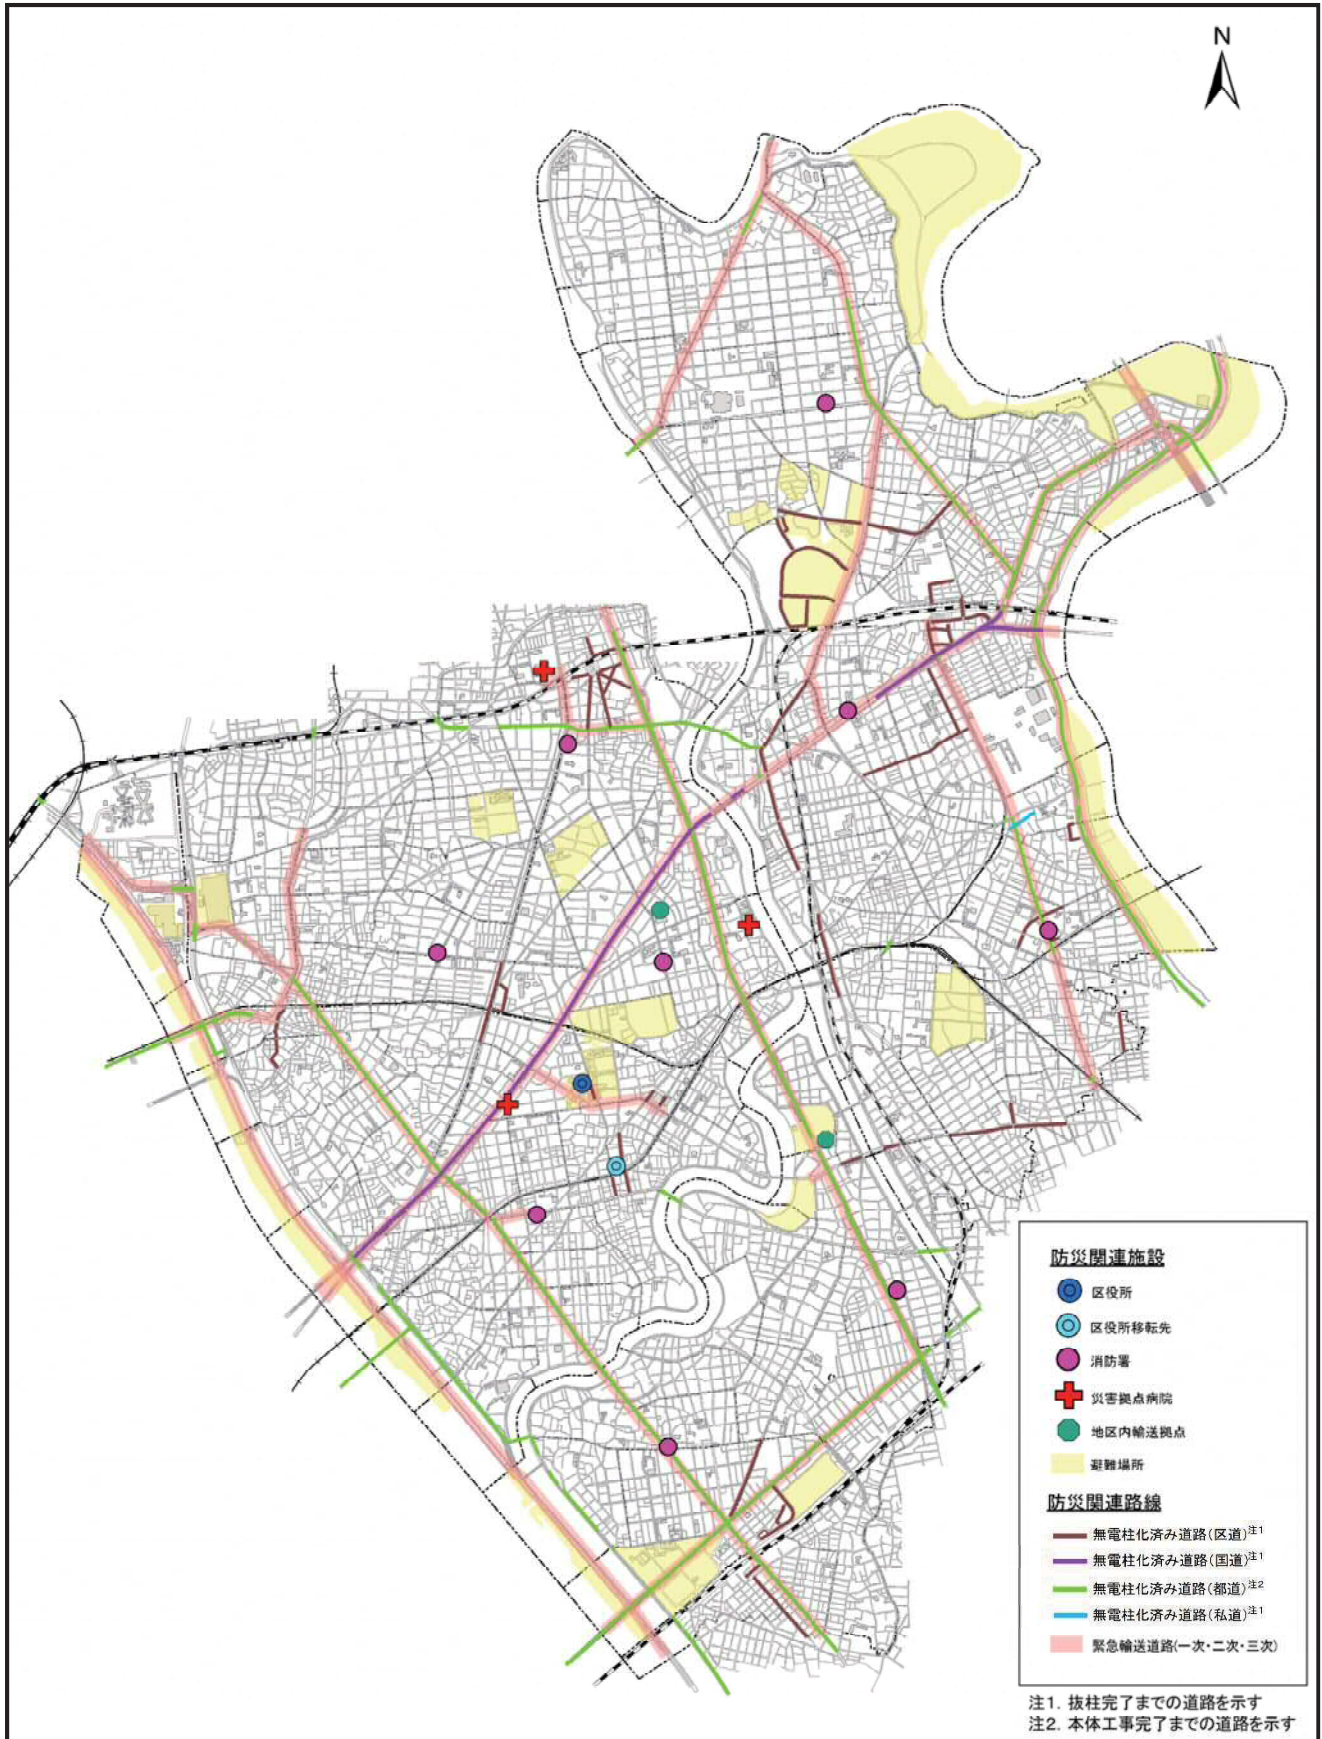 N
防災関連施設
区役所
区役所移転先
消防署
災害拠点病院
地区内輸送拠点
避難場所
防災関連路線
無電柱化済み道路(区道)注1
無電柱化済み道路(国道)注1
無電柱化済み道路(都道)注2
無電柱化済み道路(私道)注1
緊急輸送道路(一次・二次・三次)
注1. 抜柱完了までの道路を示す
注2. 本体工事完了までの道路を示す